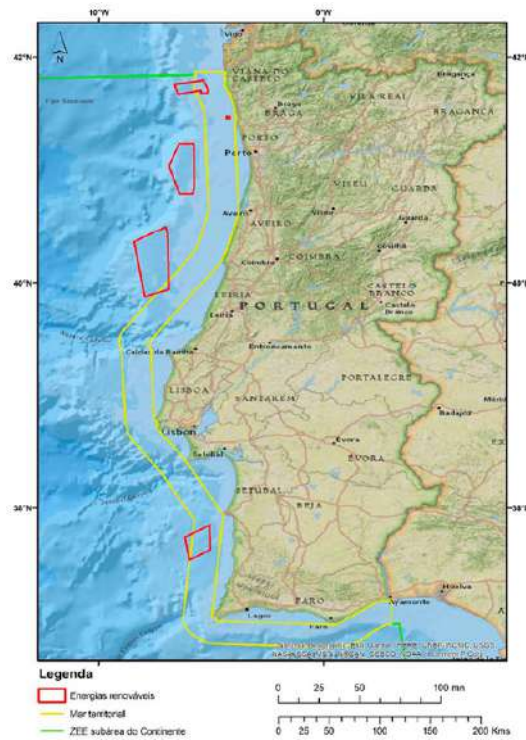 10°W 0°W
42°N 42°N
Vigo
VIANA DO
CASTELO
Bragança
Braga
BRAGA
VILA REAL
BRAGANÇA
PORTO
Porto
VISEU
GUARDA
Aveiro
AVEIRO
Viseu
Covilhã
Coimbra
COIMBRA
40°N 40°N
LEIRIA
CASTELO
BRANCO
Leiria
PORTUGAL
Castelo
Branco
Caldas da Rainha
Entroncamento
PORTALEGRE
LISBOA
SANTARÉM
Badajoz
Lisbon
Évora
Setúbal
ÉVORA
SETÚBAL
38°N 38°N
BEJA
FARO
Ayamonte
Huelva
Lagos
Faro
Legenda
Energias renováveis
Mar territorial
ZEE subárea do Continente
0 25 50 100 mn
0 25 50 100 150 200 Kms